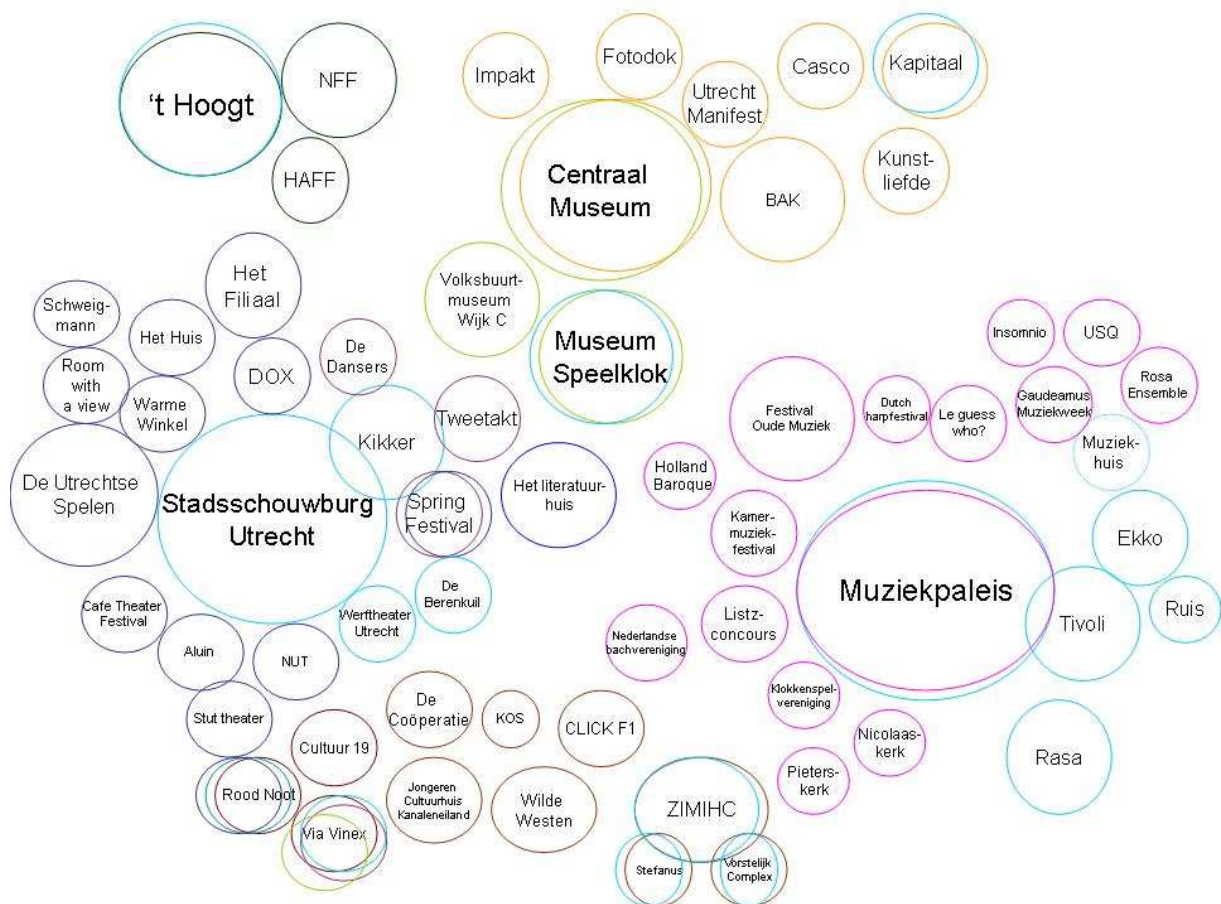 't Hoogt
NFF
HAFF
Impakt
Fotodok
Utrecht
Manifest
Casco
Kapitaal
Centraal
Museum
BAK
Kunst-
liefde
Volksbuurt-
museum
Wijk C
Museum
Speelklok
Het
Filiaal
Schweig-
mann
Het Huis
Room
with
a view
Warme
Winkel
DOX
De
Dansers
Kikker
Tweetakt
De Utrechtse
Spelen
Stadsschouwburg
Utrecht
Spring
Festival
Het literatuur-
huis
De
Berenkuil
Werftheater
Utrecht
Cafe Theater
Festival
Aluin
NUT
Stut theater
Rood Noot
Cultuur 19
Via Vinex
De
Coöperatie
KOS
CLICK F1
Jongeren
Cultuurhuis
Kanaleneiland
Wilde
Westen
ZIMIHC
Stefanus
Vorstelijk
Complex
Insomnio
USQ
Rosa
Ensemble
Gaudeamus
Muziekweek
Muziek-
huis
Festival
Oude Muziek
Dutch
harpfestival
Le guess
who?
Holland
Baroque
Kamer-
muziek-
festival
Listz-
concours
Nederlandse
bachvereniging
Muziekpaleis
Ekko
Tivoli
Ruis
Rasa
Klokkenspel-
vereniging
Nicolaas-
kerk
Pieters-
kerk